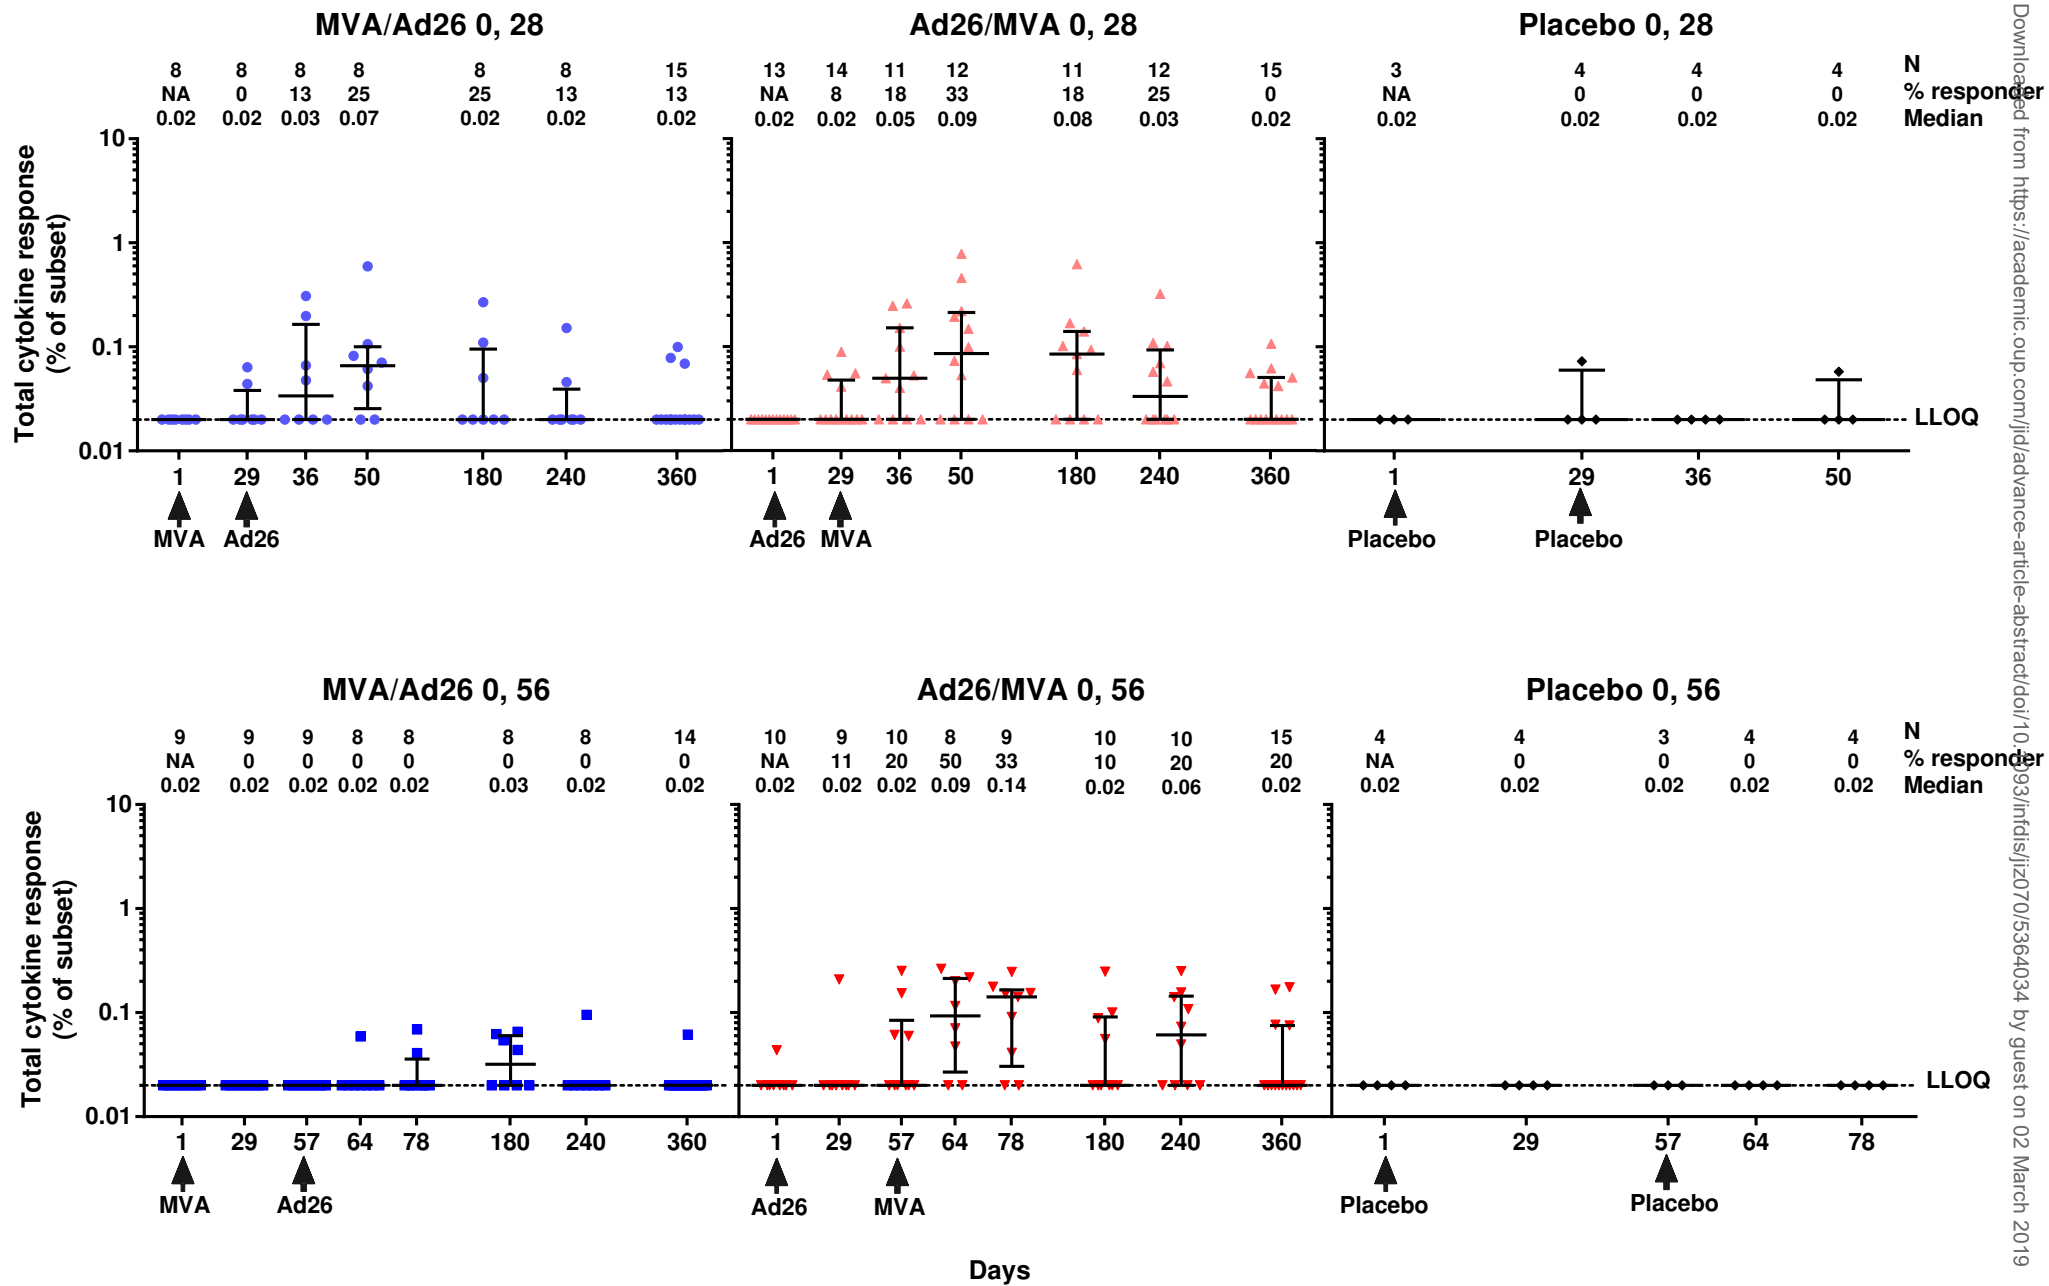 MVA/Ad26 0, 28 Ad26/MVA 0, 28 Placebo 0, 28
8 8 8 8 8 8 15 13 14 11 12 11 12 15 3 4 4 4 N
NA 0 13 25 25 13 13 NA 8 18 33 18 25 0 NA 0 0 0 % responder
0.02 0.02 0.03 0.07 0.02 0.02 0.02 0.02 0.02 0.05 0.09 0.08 0.03 0.02 0.02 0.02 0.02 0.02 Median
Total cytokine response
(% of subset)
10
1
0.1
0.01
LLOQ
1 29 36 50 180 240 360 1 29 36 50 180 240 360 1 29 36 50
MVA Ad26 Ad26 MVA Placebo Placebo
MVA/Ad26 0, 56 Ad26/MVA 0, 56 Placebo 0, 56
9 9 9 8 8 8 8 14 10 9 10 8 9 10 10 15 4 4 3 4 4 N
NA 0 0 0 0 0 0 0 NA 11 20 50 33 10 20 20 NA 0 0 0 0 % responder
0.02 0.02 0.02 0.02 0.02 0.03 0.02 0.02 0.02 0.02 0.02 0.09 0.14 0.02 0.06 0.02 0.02 0.02 0.02 0.02 0.02 Median
Total cytokine response
(% of subset)
10
1
0.1
0.01
LLOQ
1 29 57 64 78 180 240 360 1 29 57 64 78 180 240 360 1 29 57 64 78
MVA Ad26 Ad26 MVA Placebo Placebo
Days
Downloaded from https://academic.oup.com/jid/advance-article-abstract/doi/10.1093/infdis/jiz070/5364034 by guest on 02 March 2019